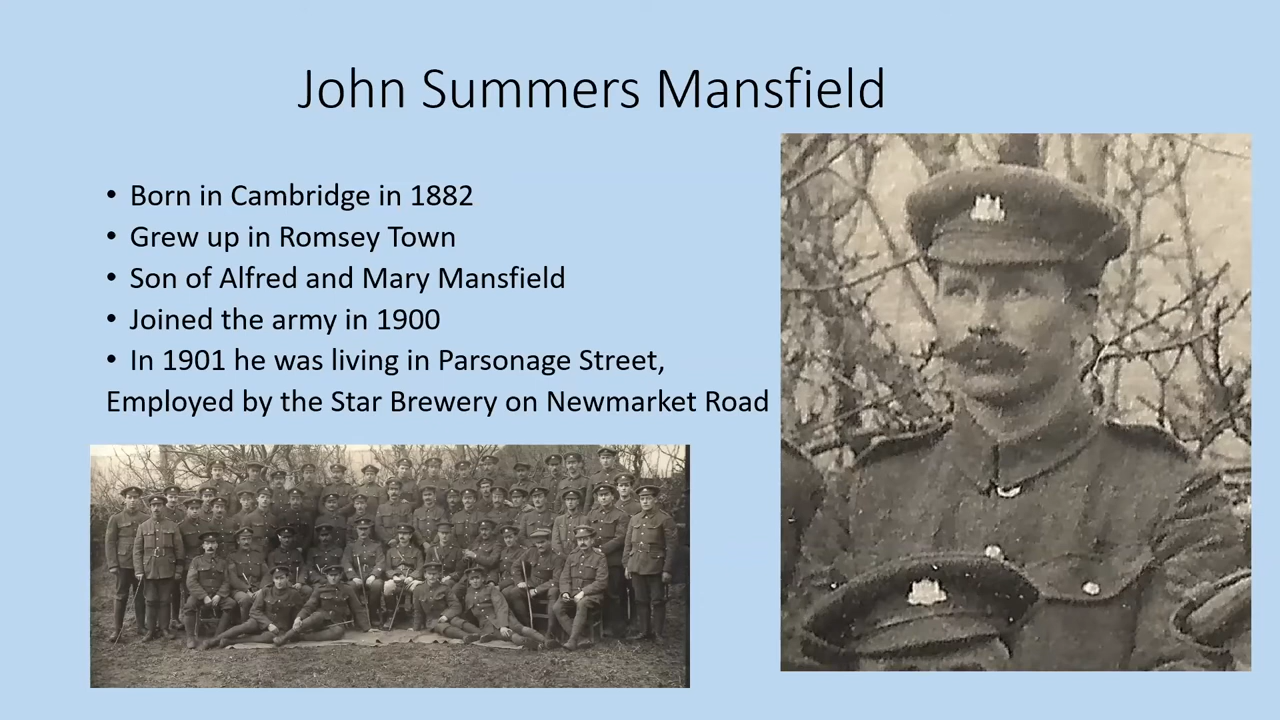 John Summers Mansfield
• Born in Cambridge in 1882
• Grew up in Romsey Town
• Son of Alfred and Mary Mansfield
• Joined the army in 1900
• In 1901 he was living in Parsonage Street,
Employed by the Star Brewery on Newmarket Road